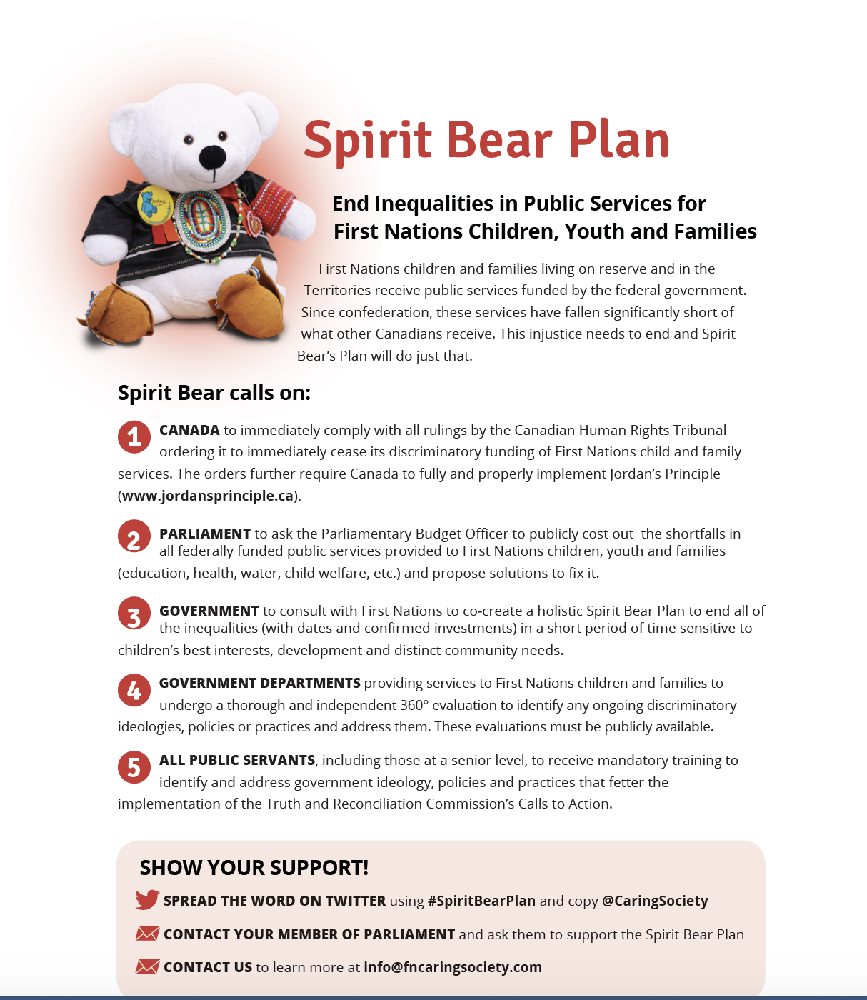 Spirit Bear Plan
End Inequalities in Public Services for
First Nations Children, Youth and Families
First Nations children and families living on reserve and in the
Territories receive public services funded by the federal government.
Since confederation, these services have fallen significantly short of
what other Canadians receive. This injustice needs to end and Spirit
Bear’s Plan will do just that.
Spirit Bear calls on:
1 CANADA to immediately comply with all rulings by the Canadian Human Rights Tribunal
ordering it to immediately cease its discriminatory funding of First Nations child and family
services. The orders further require Canada to fully and properly implement Jordan’s Principle
(www.jordansprinciple.ca).
2 PARLIAMENT to ask the Parliamentary Budget Officer to publicly cost out  the shortfalls in
all federally funded public services provided to First Nations children, youth and families
(education, health, water, child welfare, etc.) and propose solutions to fix it.
3 GOVERNMENT to consult with First Nations to co-create a holistic Spirit Bear Plan to end all of
the inequalities (with dates and confirmed investments) in a short period of time sensitive to
children’s best interests, development and distinct community needs.
4 GOVERNMENT DEPARTMENTS providing services to First Nations children and families to
undergo a thorough and independent 360° evaluation to identify any ongoing discriminatory
ideologies, policies or practices and address them. These evaluations must be publicly available.
5 ALL PUBLIC SERVANTS, including those at a senior level, to receive mandatory training to
identify and address government ideology, policies and practices that fetter the
implementation of the Truth and Reconciliation Commission’s Calls to Action.
SHOW YOUR SUPPORT!
SPREAD THE WORD ON TWITTER using #SpiritBearPlan and copy @CaringSociety
CONTACT YOUR MEMBER OF PARLIAMENT and ask them to support the Spirit Bear Plan
CONTACT US to learn more at info@fncaringsociety.com